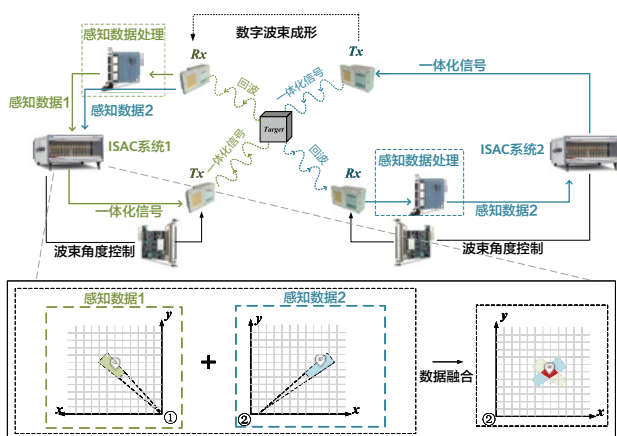 数字波束成形
Rx
Tx
感知数据处理
一体化信号
回波
一体化信号
感知数据1
感知数据2
Target
ISAC系统1
ISAC系统2
一体化信号
回波
感知数据处理
Tx
Rx
一体化信号
感知数据2
波束角度控制
波束角度控制
感知数据1
感知数据2
y
y
y
+
数据融合
x
①
②
x
②
x